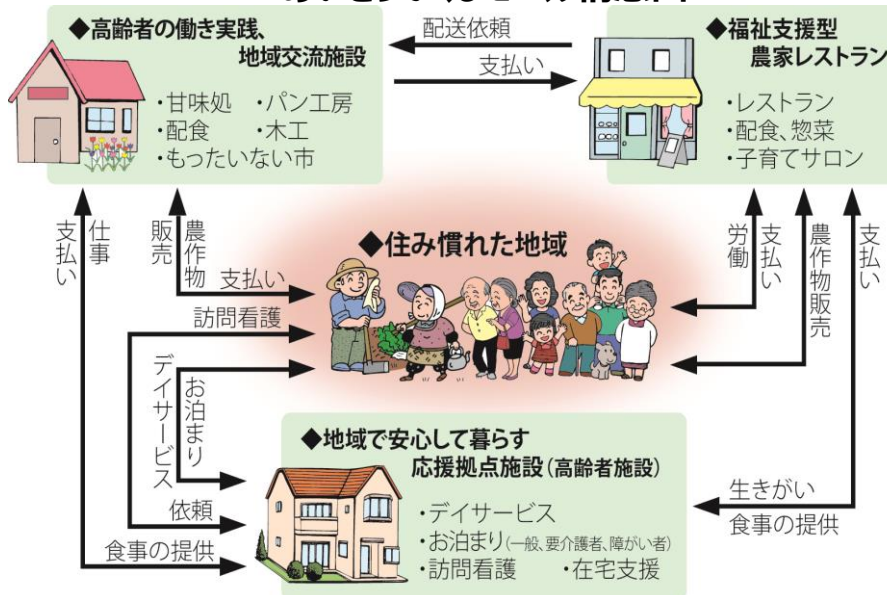 ◆高齢者の働き実践、
地域交流施設
・甘味処 ・パン工房
・配食 ・木工
・もったいない市
配送依頼
支払い
◆福祉支援型
農家レストラン
・レストラン
・配食、惣菜
・子育てサロン
支払い
仕事
販売
農作物
支払い
◆住み慣れた地域
労働
支払い
農作物販売
支払い
訪問看護
デイサービス
お泊まり
依頼
食事の提供
◆地域で安心して暮らす
応援拠点施設(高齢者施設)
・デイサービス
・お泊まり(一般、要介護者、障がい者)
・訪問看護 ・在宅支援
生きがい
食事の提供